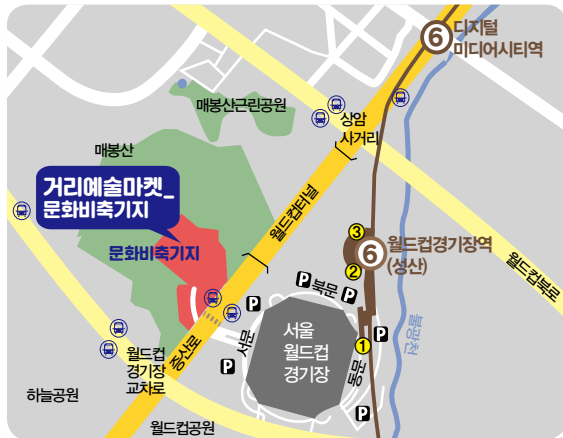 6
디지털
미디어시티역
매봉산근린공원
상암
사거리
매봉산
거리예술마켓_
문화비축기지
문화비축기지
월드컵터널
3
6
월드컵경기장역
(성산)
2
월드컵북로
P
북문
P
P
서문
증산로
서울
월드컵
경기장
1
P
동문
불광천
월드컵
경기장
교차로
P
P
하늘공원
월드컵공원